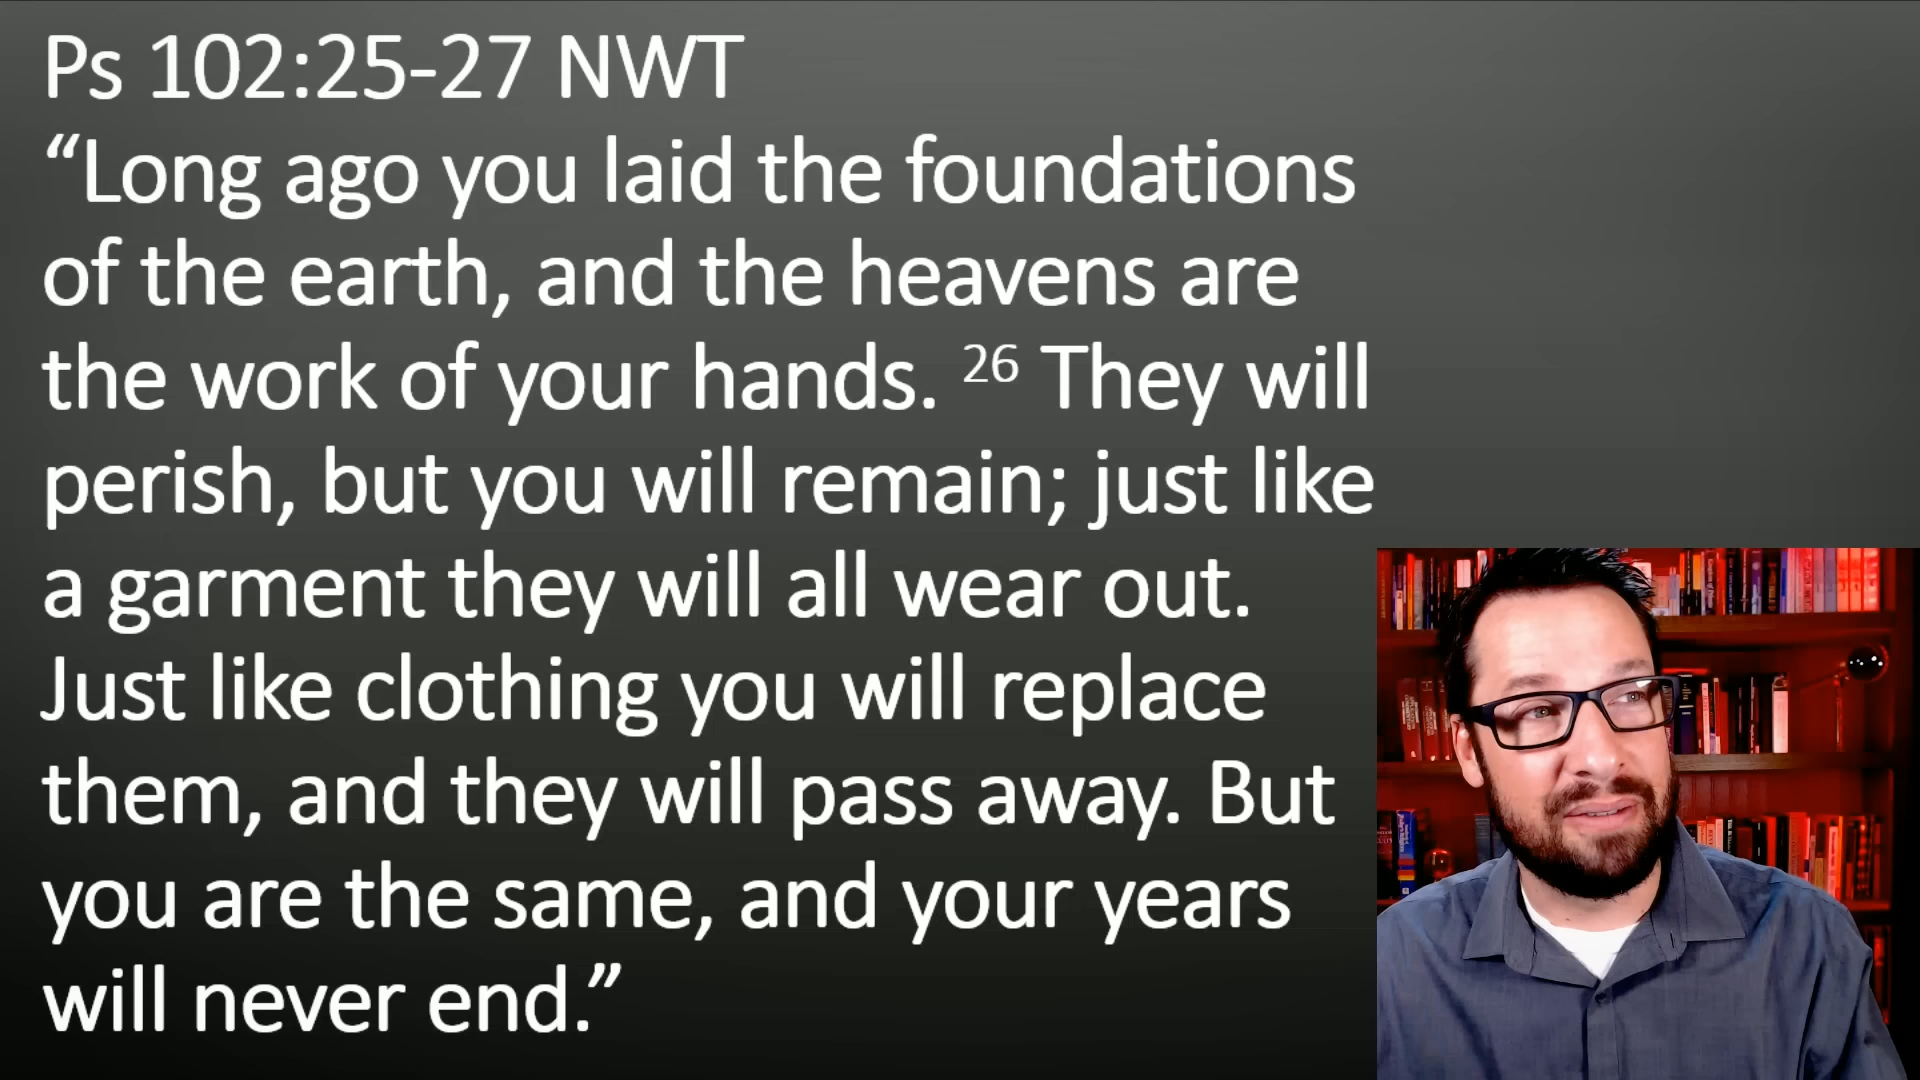 Ps 102:25-27 NWT
“Long ago you laid the foundations
of the earth, and the heavens are
the work of your hands. 26 They will
perish, but you will remain; just like
a garment they will all wear out.
Just like clothing you will replace
them, and they will pass away. But
you are the same, and your years
will never end.”